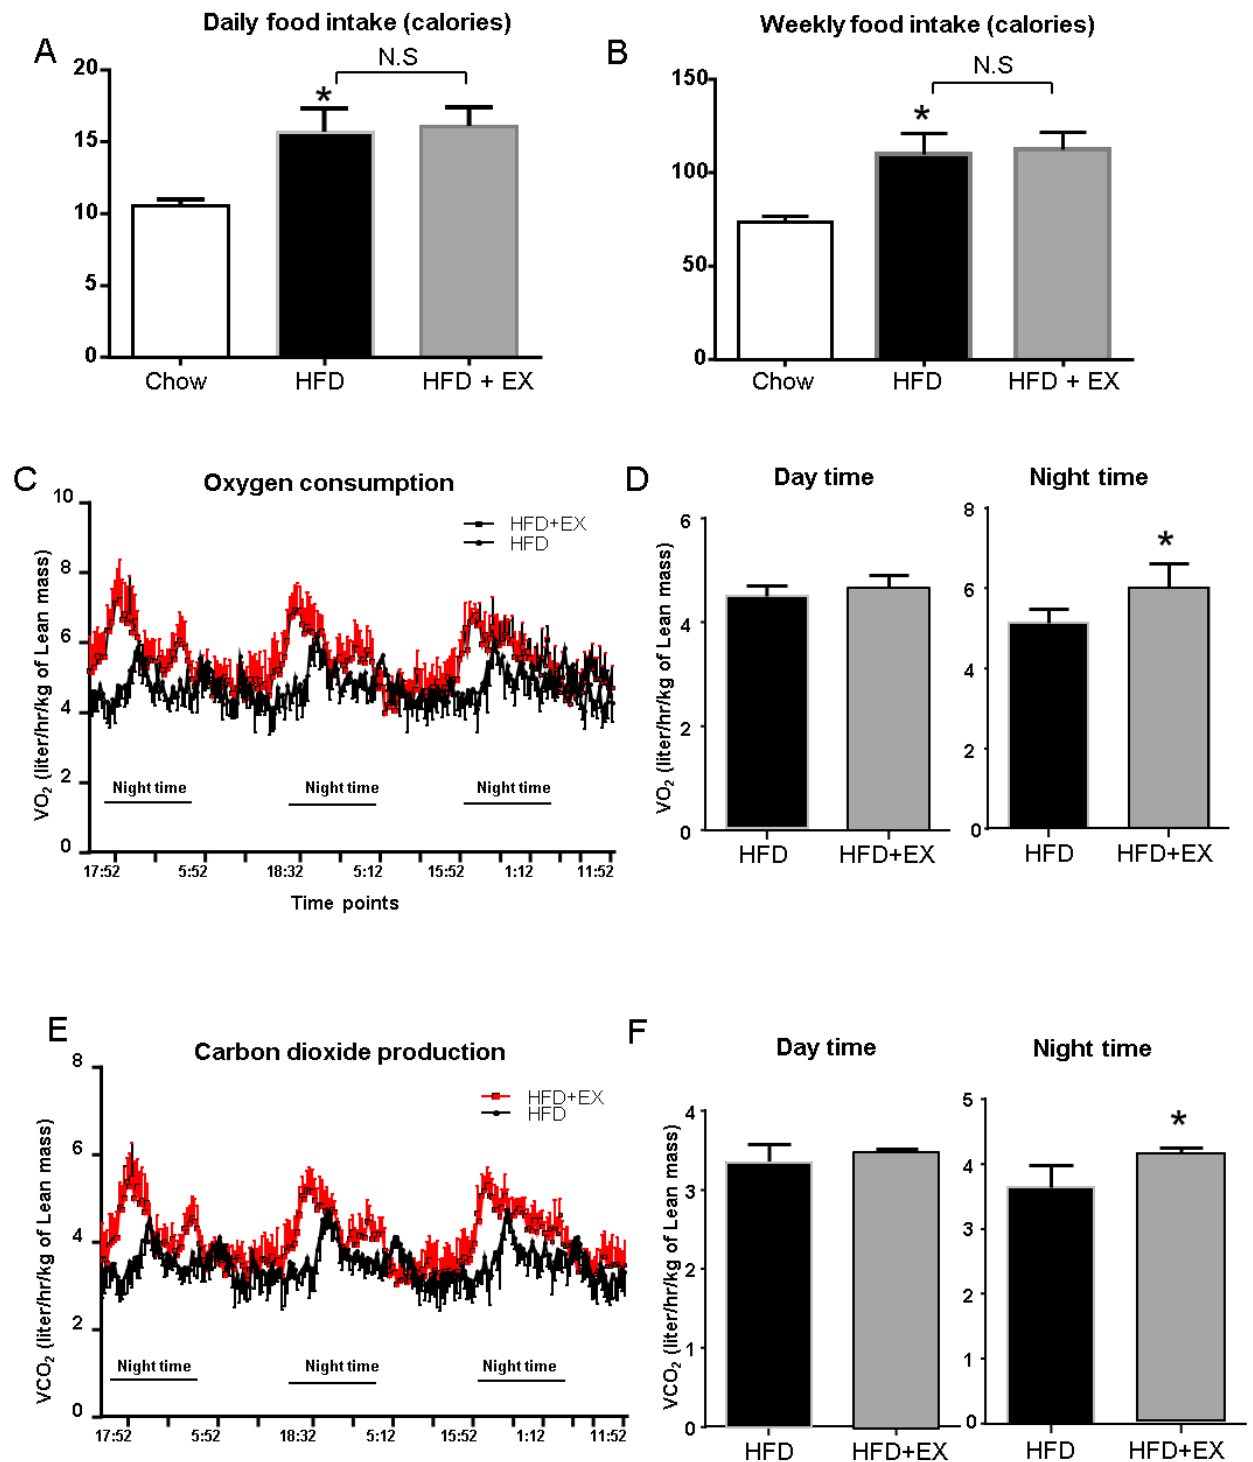 Daily food intake (calories)
A
N.S
*
20
15
10
5
0
Chow
HFD
HFD + EX
Weekly food intake (calories)
B
N.S
*
150
100
50
0
Chow
HFD
HFD + EX
C
Oxygen consumption
HFD+EX
HFD
VO₂ (liter/hr/kg of Lean mass)
10
8
6
4
2
0
Night time
Night time
Night time
17:52
5:52
18:32
5:12
15:52
1:12
11:52
Time points
D
Day time
VO₂ (liter/hr/kg of Lean mass)
6
4
2
0
HFD
HFD+EX
Night time
*
8
6
4
2
0
HFD
HFD+EX
E
Carbon dioxide production
HFD+EX
HFD
VCO₂ (liter/hr/kg of Lean mass)
8
6
4
2
0
Night time
Night time
Night time
17:52
5:52
18:32
5:12
15:52
1:12
11:52
F
Day time
VCO₂ (liter/hr/kg of Lean mass)
4
3
2
1
0
HFD
HFD+EX
Night time
*
5
4
3
2
1
0
HFD
HFD+EX